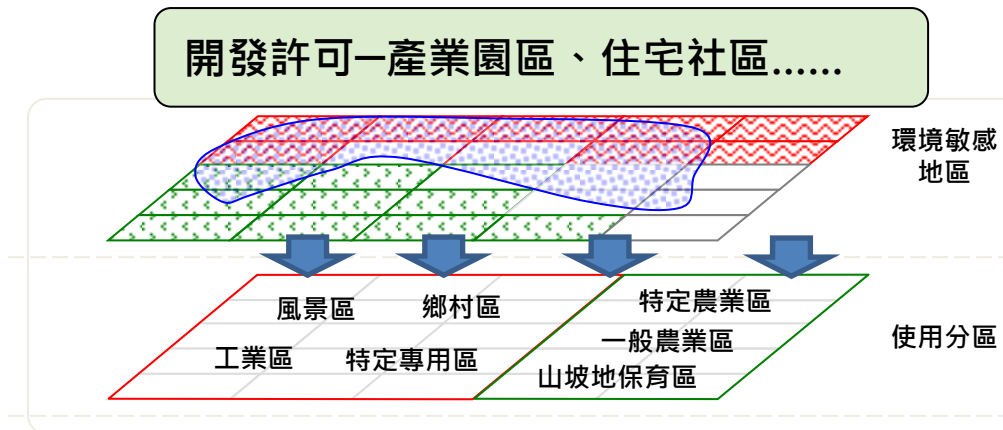 開發許可─產業園區、住宅社區......
環境敏感
地區
風景區
鄉村區
特定農業區
工業區
特定專用區
一般農業區
山坡地保育區
使用分區